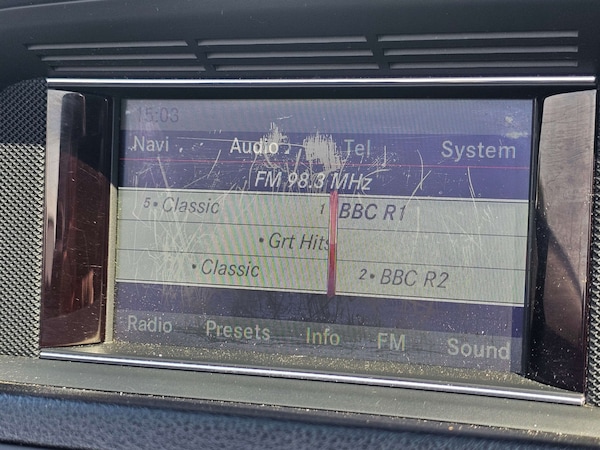 15:03
Navi Audio Tel System
FM 98.3 MHz
5• Classic 1 BBC R1
• Grt Hits
• Classic 2• BBC R2
Radio Presets Info FM Sound